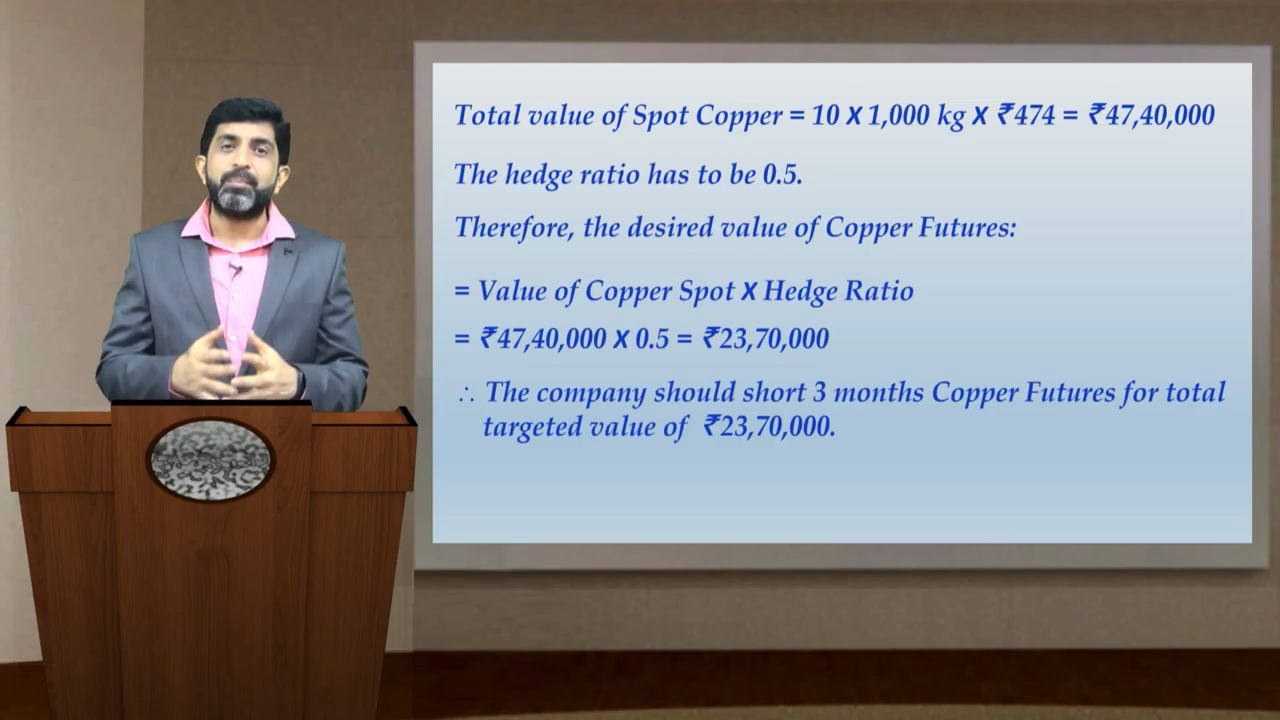 Total value of Spot Copper = 10 X 1,000 kg X ₹474 = ₹47,40,000
The hedge ratio has to be 0.5.
Therefore, the desired value of Copper Futures:
= Value of Copper Spot X Hedge Ratio
= ₹47,40,000 X 0.5 = ₹23,70,000
∴ The company should short 3 months Copper Futures for total
targeted value of ₹23,70,000.